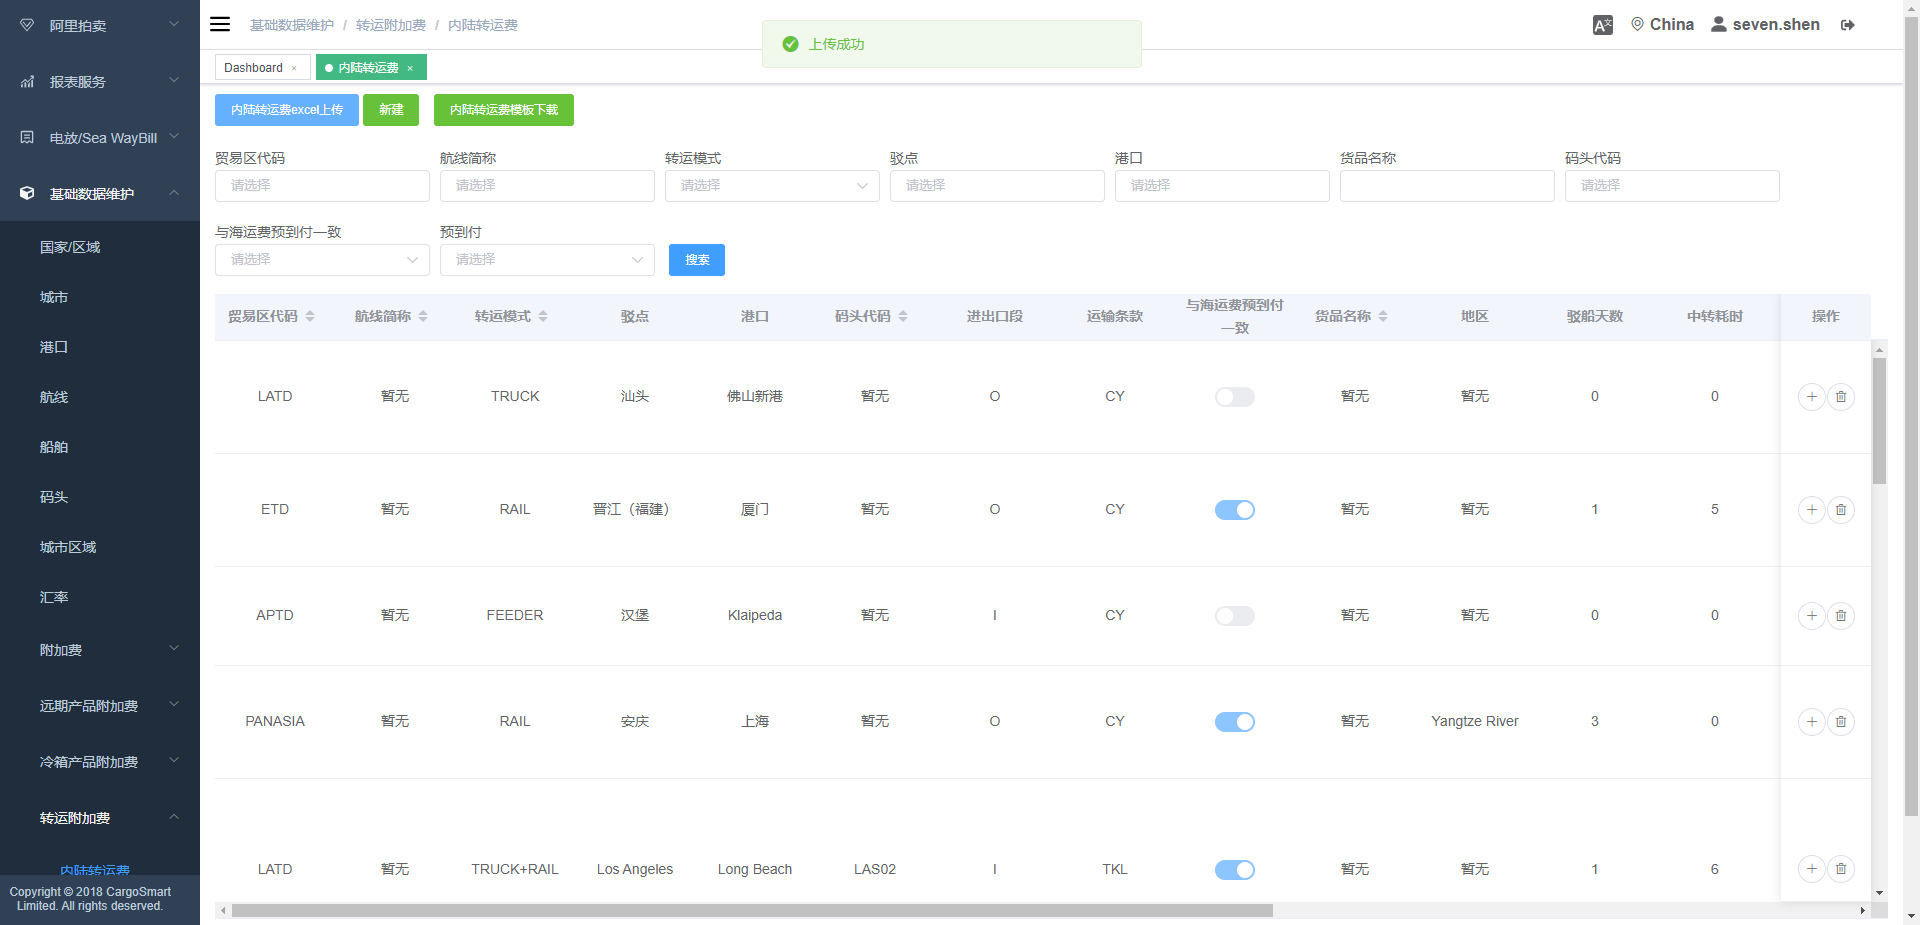 阿里拍卖
报表服务
电放/Sea WayBill
基础数据维护
国家/区域
城市
港口
航线
船舶
码头
城市区域
汇率
附加费
远期产品附加费
冷箱产品附加费
转运附加费
内陆转运费
Copyright © 2018 CargoSmart
Limited. All rights deserved.
基础数据维护 / 转运附加费 / 内陆转运费
上传成功
China seven.shen
Dashboard × 内陆转运费 ×
内陆转运费excel上传 新建 内陆转运费模板下载
贸易区代码 航线简称 转运模式 驳点 港口 货品名称 码头代码
请选择 请选择 请选择 请选择 请选择 请选择
与海运费预到付一致 预到付
请选择 请选择 搜索
贸易区代码 航线简称 转运模式 驳点 港口 码头代码 进出口段 运输条款 与海运费预到付一致 货品名称 地区 驳船天数 中转耗时 操作
LATD 暂无 TRUCK 汕头 佛山新港 暂无 O CY 暂无 暂无 0 0
ETD 暂无 RAIL 晋江（福建） 厦门 暂无 O CY 暂无 暂无 1 5
APTD 暂无 FEEDER 汉堡 Klaipeda 暂无 I CY 暂无 暂无 0 0
PANASIA 暂无 RAIL 安庆 上海 暂无 O CY 暂无 Yangtze River 3 0
LATD 暂无 TRUCK+RAIL Los Angeles Long Beach LAS02 I TKL 暂无 暂无 1 6